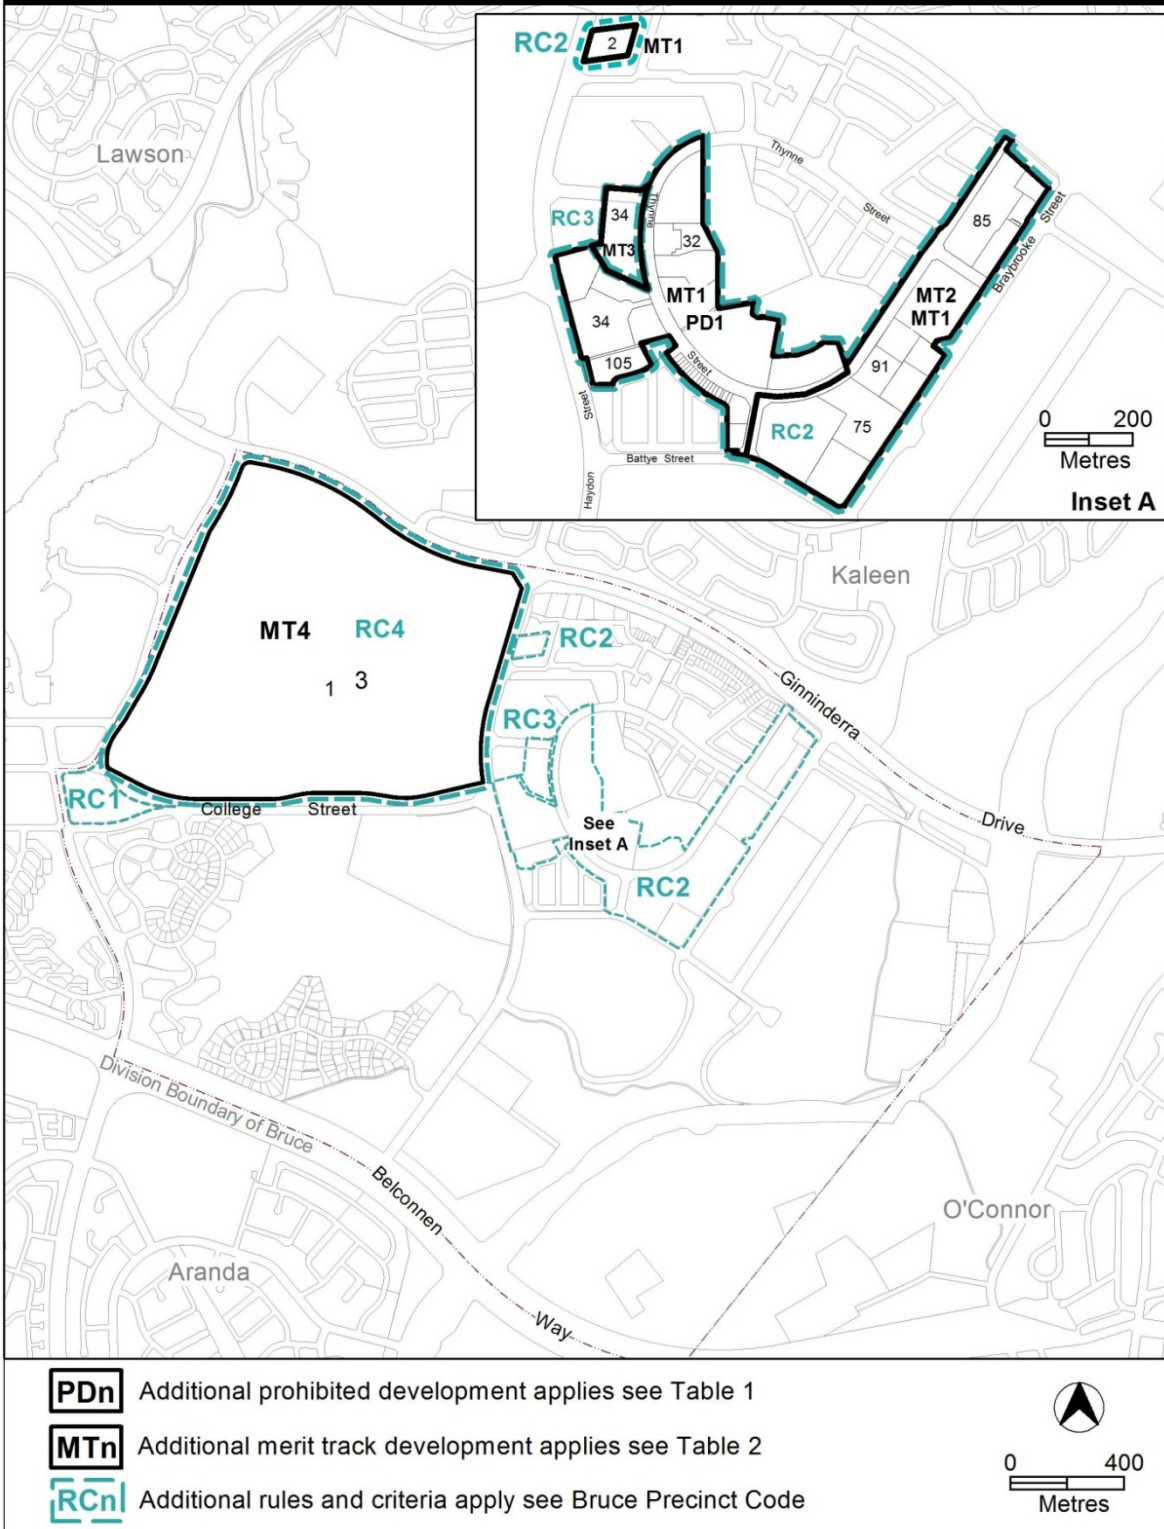 RC2
2
MT1
Lawson
Thynne
Street
RC3
34
MT3
Thynne
32
85
Braybrooke Street
MT1
PD1
MT2
MT1
34
105
Street
91
75
RC2
Haydon Street
Battye Street
0 200
Metres
Inset A
Kaleen
MT4
RC4
1
3
RC2
Ginninderra
Drive
RC3
RC1
College Street
See
Inset A
RC2
Division Boundary of Bruce
Belconnen
Way
O'Connor
Aranda
PDn Additional prohibited development applies see Table 1
MTn Additional merit track development applies see Table 2
RCn Additional rules and criteria apply see Bruce Precinct Code
0 400
Metres